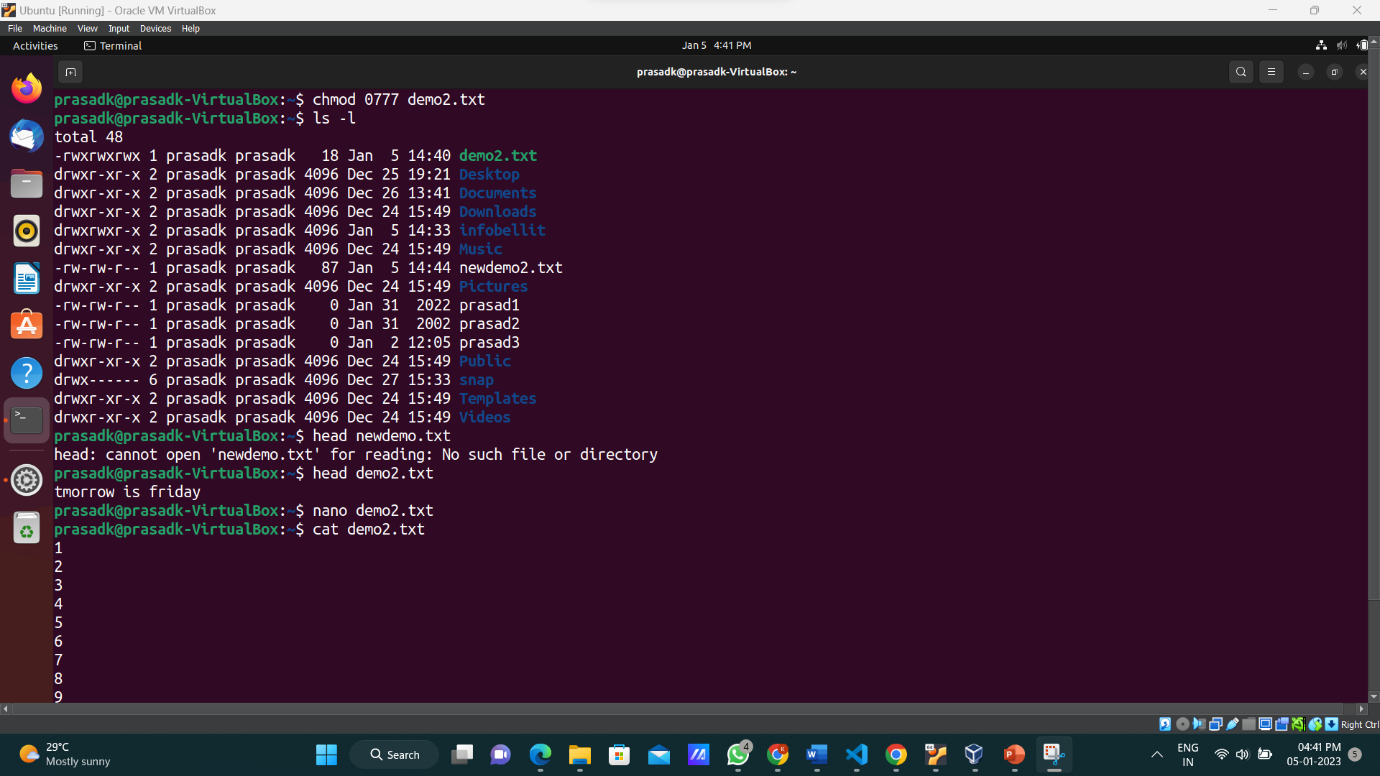 Ubuntu [Running] - Oracle VM VirtualBox
File Machine View Input Devices Help
Activities Terminal Jan 5 4:41 PM
prasadk@prasadk-VirtualBox: ~
prasadk@prasadk-VirtualBox:~$ chmod 0777 demo2.txt
prasadk@prasadk-VirtualBox:~$ ls -l
total 48
-rwxrwxrwx 1 prasadk prasadk   18 Jan  5 14:40 demo2.txt
drwxr-xr-x 2 prasadk prasadk 4096 Dec 25 19:21 Desktop
drwxr-xr-x 2 prasadk prasadk 4096 Dec 26 13:41 Documents
drwxr-xr-x 2 prasadk prasadk 4096 Dec 24 15:49 Downloads
drwxrwxr-x 2 prasadk prasadk 4096 Jan  5 14:33 infobellit
drwxr-xr-x 2 prasadk prasadk 4096 Dec 24 15:49 Music
-rw-rw-r-- 1 prasadk prasadk   87 Jan  5 14:44 newdemo2.txt
drwxr-xr-x 2 prasadk prasadk 4096 Dec 24 15:49 Pictures
-rw-rw-r-- 1 prasadk prasadk    0 Jan 31  2022 prasad1
-rw-rw-r-- 1 prasadk prasadk    0 Jan 31  2002 prasad2
-rw-rw-r-- 1 prasadk prasadk    0 Jan  2 12:05 prasad3
drwxr-xr-x 2 prasadk prasadk 4096 Dec 24 15:49 Public
drwx------ 6 prasadk prasadk 4096 Dec 27 15:33 snap
drwxr-xr-x 2 prasadk prasadk 4096 Dec 24 15:49 Templates
drwxr-xr-x 2 prasadk prasadk 4096 Dec 24 15:49 Videos
prasadk@prasadk-VirtualBox:~$ head newdemo.txt
head: cannot open 'newdemo.txt' for reading: No such file or directory
prasadk@prasadk-VirtualBox:~$ head demo2.txt
tmorrow is friday
prasadk@prasadk-VirtualBox:~$ nano demo2.txt
prasadk@prasadk-VirtualBox:~$ cat demo2.txt
1
2
3
4
5
6
7
8
9
Right Ctrl
29°C
Mostly sunny
Search
4
ENG
IN
04:41 PM
05-01-2023
5